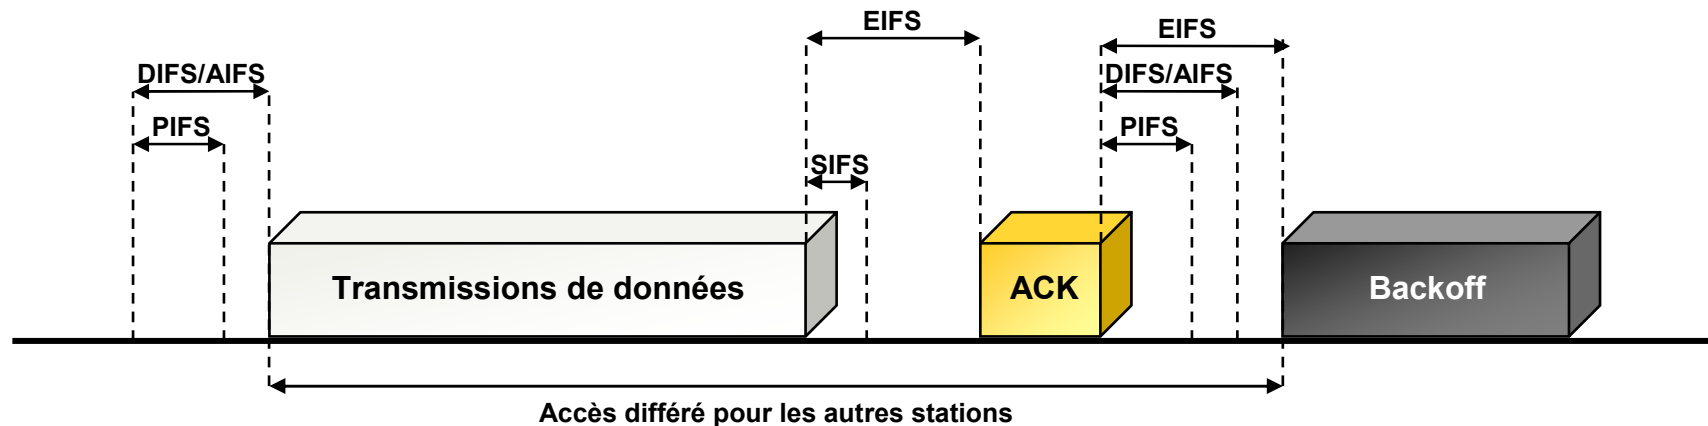 EIFS
EIFS
DIFS/AIFS
DIFS/AIFS
PIFS
PIFS
SIFS
Transmissions de données
ACK
Backoff
Accès différé pour les autres stations